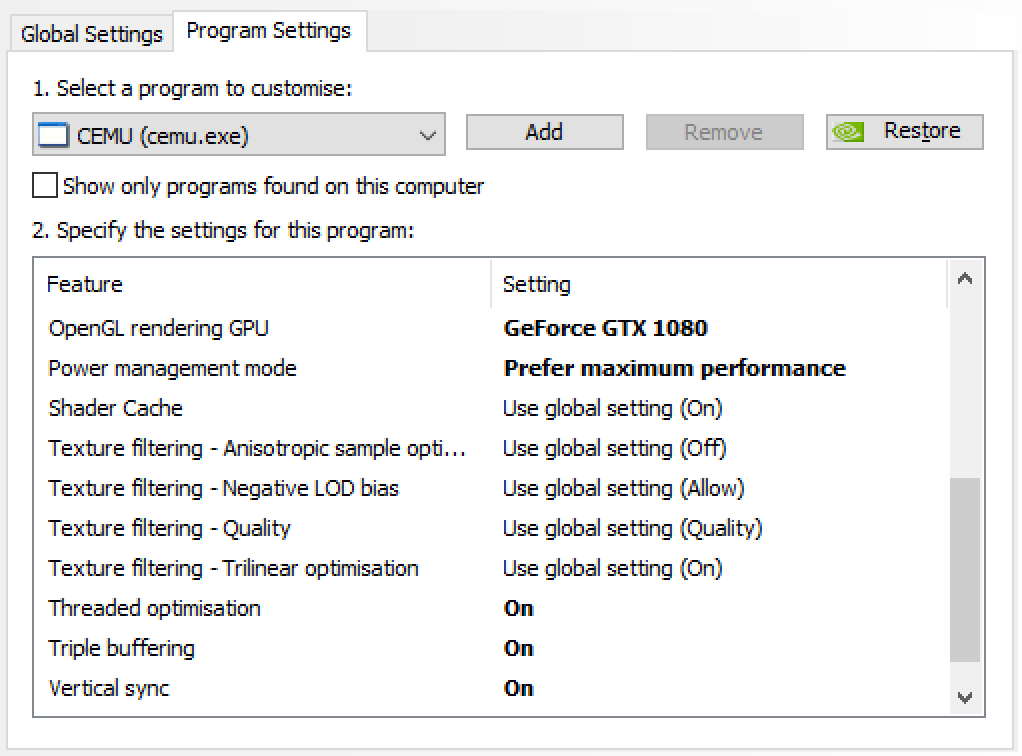 Global Settings Program Settings
1. Select a program to customise:
CEMU (cemu.exe) Add Remove Restore
Show only programs found on this computer
2. Specify the settings for this program:
Feature Setting
OpenGL rendering GPU GeForce GTX 1080
Power management mode Prefer maximum performance
Shader Cache Use global setting (On)
Texture filtering - Anisotropic sample opti... Use global setting (Off)
Texture filtering - Negative LOD bias Use global setting (Allow)
Texture filtering - Quality Use global setting (Quality)
Texture filtering - Trilinear optimisation Use global setting (On)
Threaded optimisation On
Triple buffering On
Vertical sync On